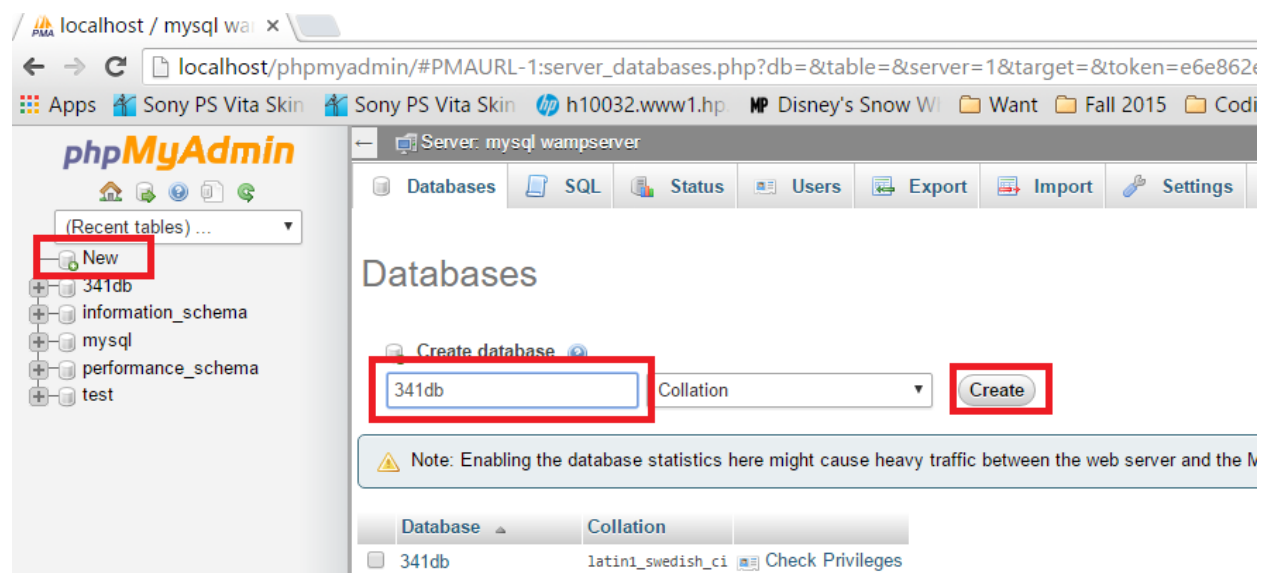 localhost / mysql wa
localhost/phpmyadmin/#PMAURL-1:server_databases.php?db=&table=&server=1&target=&token=e6e862
Apps Sony PS Vita Skin Sony PS Vita Skin h10032.www1.hp Disney's Snow W Want Fall 2015 Codi
phpMyAdmin
Server: mysql wampserver
Databases SQL Status Users Export Import Settings
(Recent tables) ...
New
341db
information_schema
mysql
performance_schema
test
Databases
Create database
341db Collation Create
Note: Enabling the database statistics here might cause heavy traffic between the web server and the M
Database Collation
341db latin1_swedish_ci Check Privileges